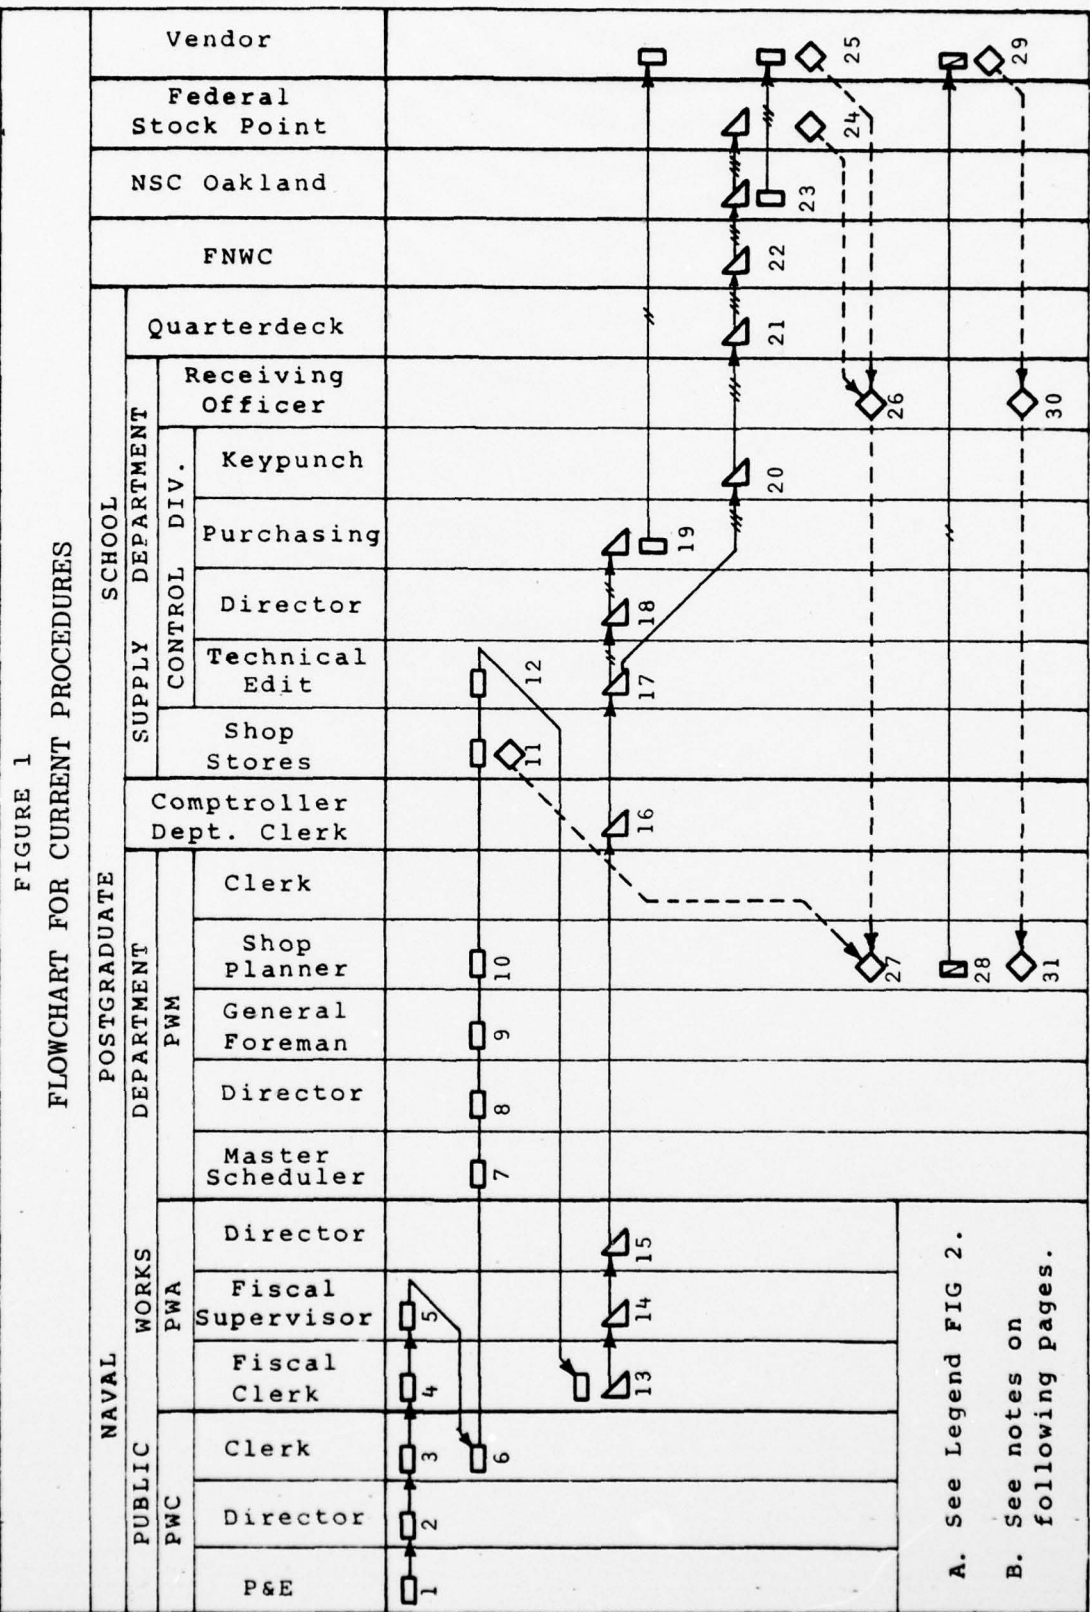 FIGURE 1
FLOWCHART FOR CURRENT PROCEDURES
NAVAL POSTGRADUATE SCHOOL
PUBLIC WORKS DEPARTMENT
SUPPLY DEPARTMENT
PWC
PWA
PWM
CONTROL DIV.
Vendor
Federal
Stock Point
NSC Oakland
FNWC
Quarterdeck
Receiving
Officer
Keypunch
Purchasing
Director
Technical
Edit
Shop
Stores
Comptroller
Dept. Clerk
Clerk
Shop
Planner
General
Foreman
Director
Master
Scheduler
Director
Fiscal
Supervisor
Fiscal
Clerk
Clerk
Director
P&E
1
2
3
4
5
6
7
8
9
10
11
12
13
14
15
16
17
18
19
20
21
22
23
24
25
26
27
28
29
30
31
A. See Legend FIG 2.
B. See notes on
following pages.